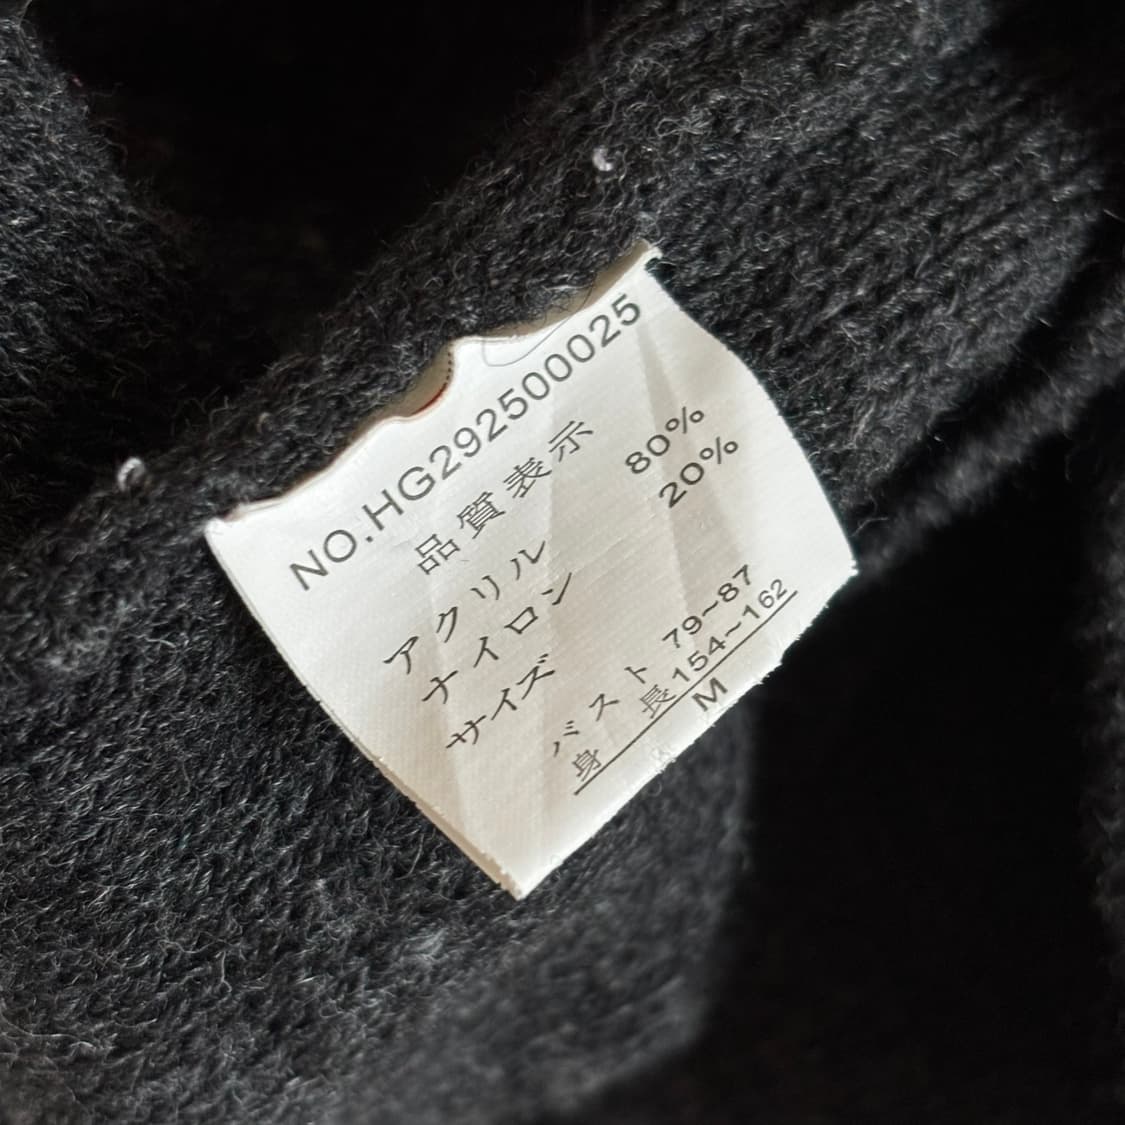 NO.HG292500025
品質表示
アクリル 80%
ナイロン 20%
サイズ
バスト 79~87
身長154~162
M